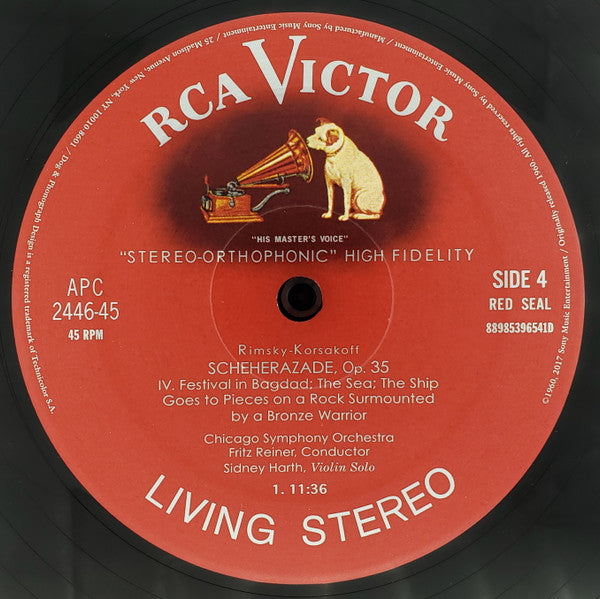 RCA VICTOR
"HIS MASTER'S VOICE"
"STEREO-ORTHOPHONIC" HIGH FIDELITY
APC
2446-45
45 RPM
SIDE 4
RED SEAL
88985396541D
Rimsky-Korsakoff
SCHEHERAZADE, Op. 35
IV. Festival in Bagdad; The Sea; The Ship
Goes to Pieces on a Rock Surmounted
by a Bronze Warrior
Chicago Symphony Orchestra
Fritz Reiner, Conductor
Sidney Harth, Violin Solo
1. 11:36
LIVING STEREO
Dog & Phonograph Design is a registered trademark of Technicolor S.A.
©1960, 2017 Sony Music Entertainment / Originally released 1960. All rights reserved by Sony Music Entertainment / Manufactured by Sony Music Entertainment / 25 Madison Avenue, New York, NY 10010 8601 /